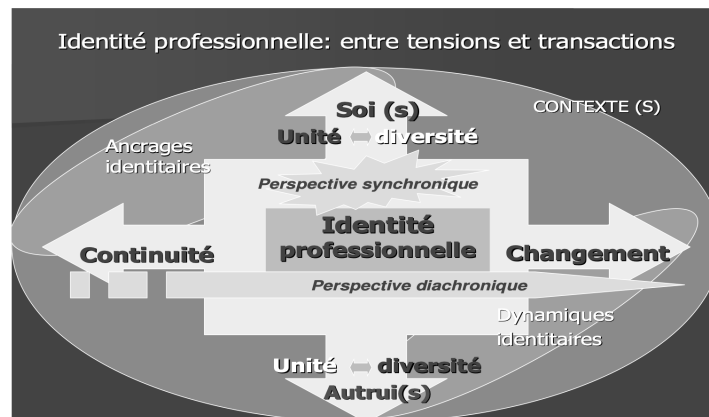 Identité professionnelle: entre tensions et transactions
Soi (s)
CONTEXTE (S)
Unité diversité
Ancrages
identitaires
Perspective synchronique
Identité
professionnelle
Continuité
Changement
Perspective diachronique
Dynamiques
identitaires
Unité diversité
Autrui(s)